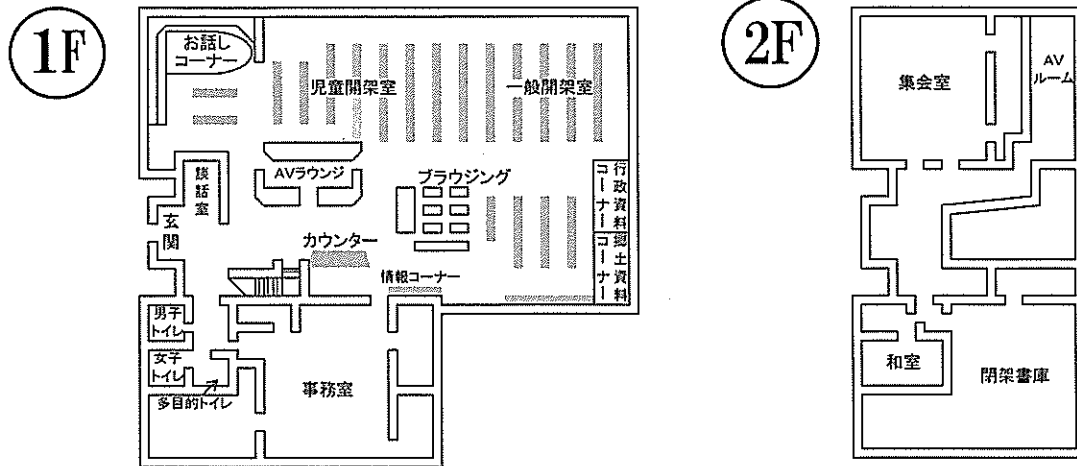 1F
お話し
コーナー
児童開架室
一般開架室
談話室
AVラウンジ
ブラウジング
行政資料
コーナー
玄関
カウンター
郷土資料
コーナー
情報コーナー
男子
トイレ
女子
トイレ
多目的トイレ
事務室
2F
集会室
AV
ルーム
和室
閉架書庫